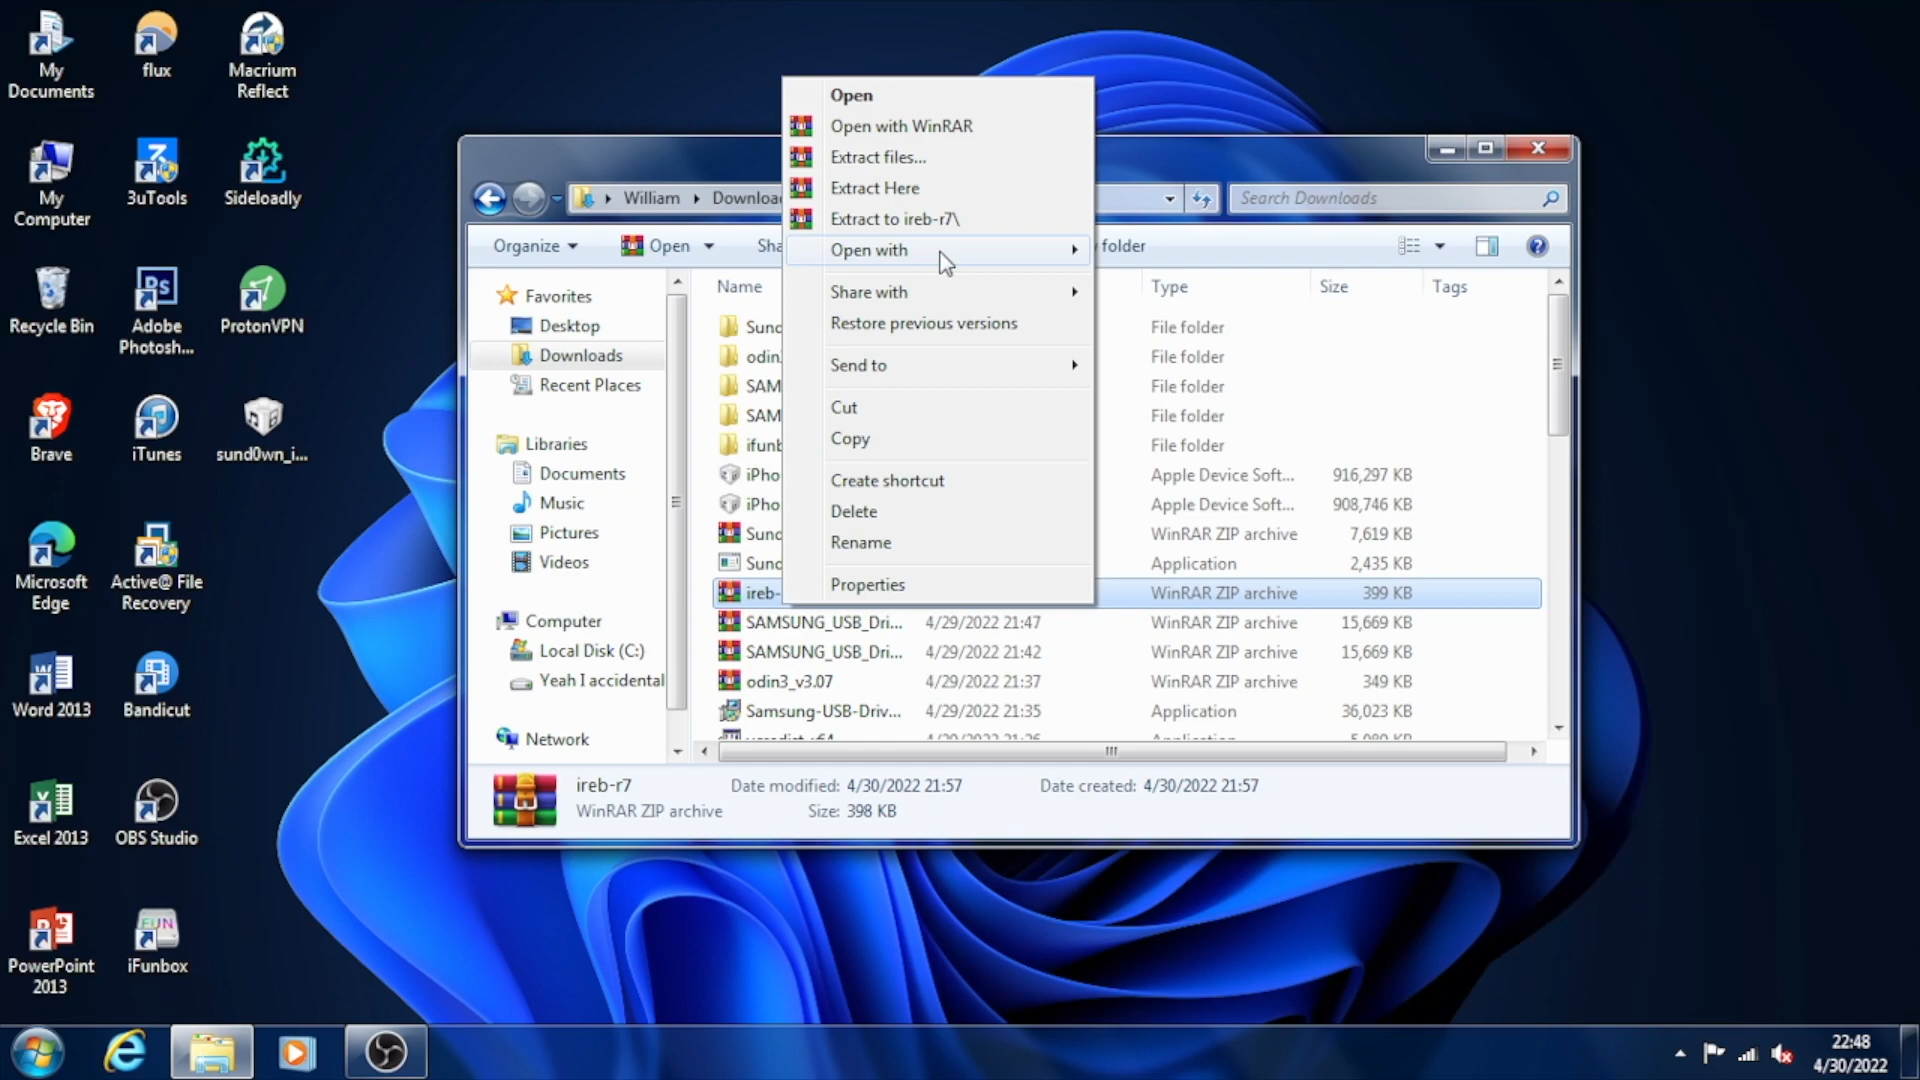 My Documents
flux
Macrium Reflect
My Computer
3uTools
Sideloadly
Recycle Bin
Adobe Photosh...
ProtonVPN
Brave
iTunes
sund0wn_i...
Microsoft Edge
Active@ File Recovery
Word 2013
Bandicut
Excel 2013
OBS Studio
PowerPoint 2013
iFunbox
William
Search Downloads
Organize
Open
folder
Favorites
Desktop
Downloads
Recent Places
Libraries
Documents
Music
Pictures
Videos
Computer
Local Disk (C:)
Yeah I accidental
Network
Open
Open with WinRAR
Extract files...
Extract Here
Extract to ireb-r7\
Open with
Share with
Restore previous versions
Send to
Cut
Copy
Create shortcut
Delete
Rename
Properties
Name Type Size Tags
Sund File folder
odin File folder
SAM File folder
SAM File folder
ifunb File folder
iPho Apple Device Soft... 916,297 KB
iPho Apple Device Soft... 908,746 KB
Sund WinRAR ZIP archive 7,619 KB
Sund Application 2,435 KB
ireb- WinRAR ZIP archive 399 KB
SAMSUNG_USB_Dri... 4/29/2022 21:47 WinRAR ZIP archive 15,669 KB
SAMSUNG_USB_Dri... 4/29/2022 21:42 WinRAR ZIP archive 15,669 KB
odin3_v3.07 4/29/2022 21:37 WinRAR ZIP archive 349 KB
Samsung-USB-Driv... 4/29/2022 21:35 Application 36,023 KB
ireb-r7 Date modified: 4/30/2022 21:57 Date created: 4/30/2022 21:57
WinRAR ZIP archive Size: 398 KB
22:48
4/30/2022